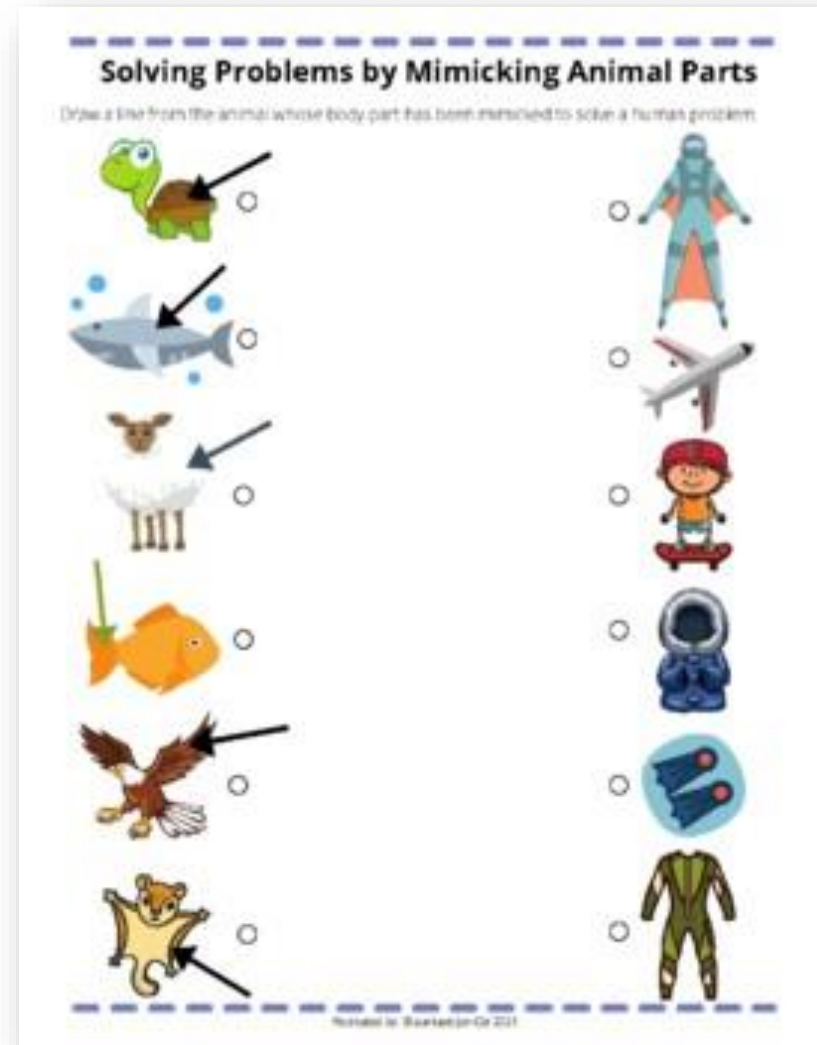 Solving Problems by Mimicking Animal Parts
Draw a line from the animal whose body part has been mimicked to solve a human problem.